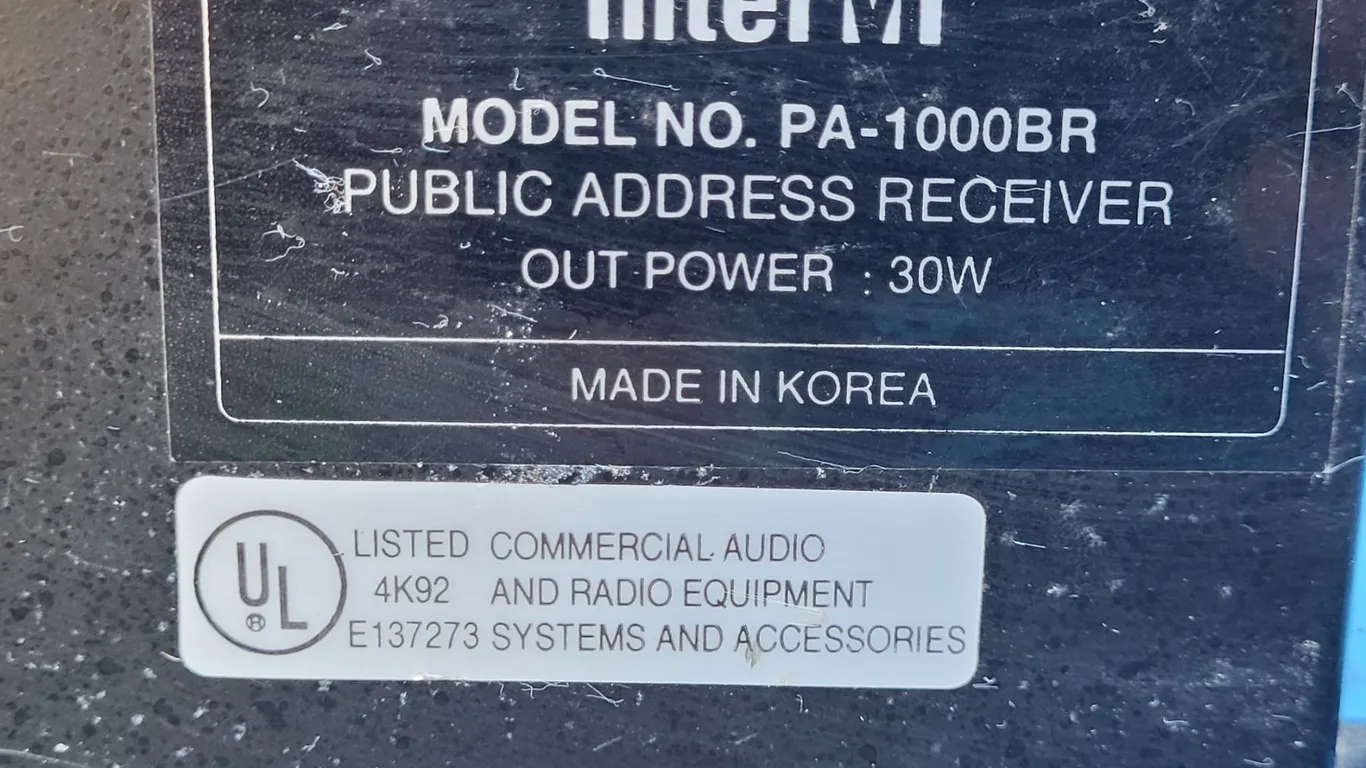 InterM
MODEL NO. PA-1000BR
PUBLIC ADDRESS RECEIVER
OUT POWER : 30W
MADE IN KOREA
UL LISTED COMMERCIAL AUDIO
4K92 AND RADIO EQUIPMENT
® E137273 SYSTEMS AND ACCESSORIES